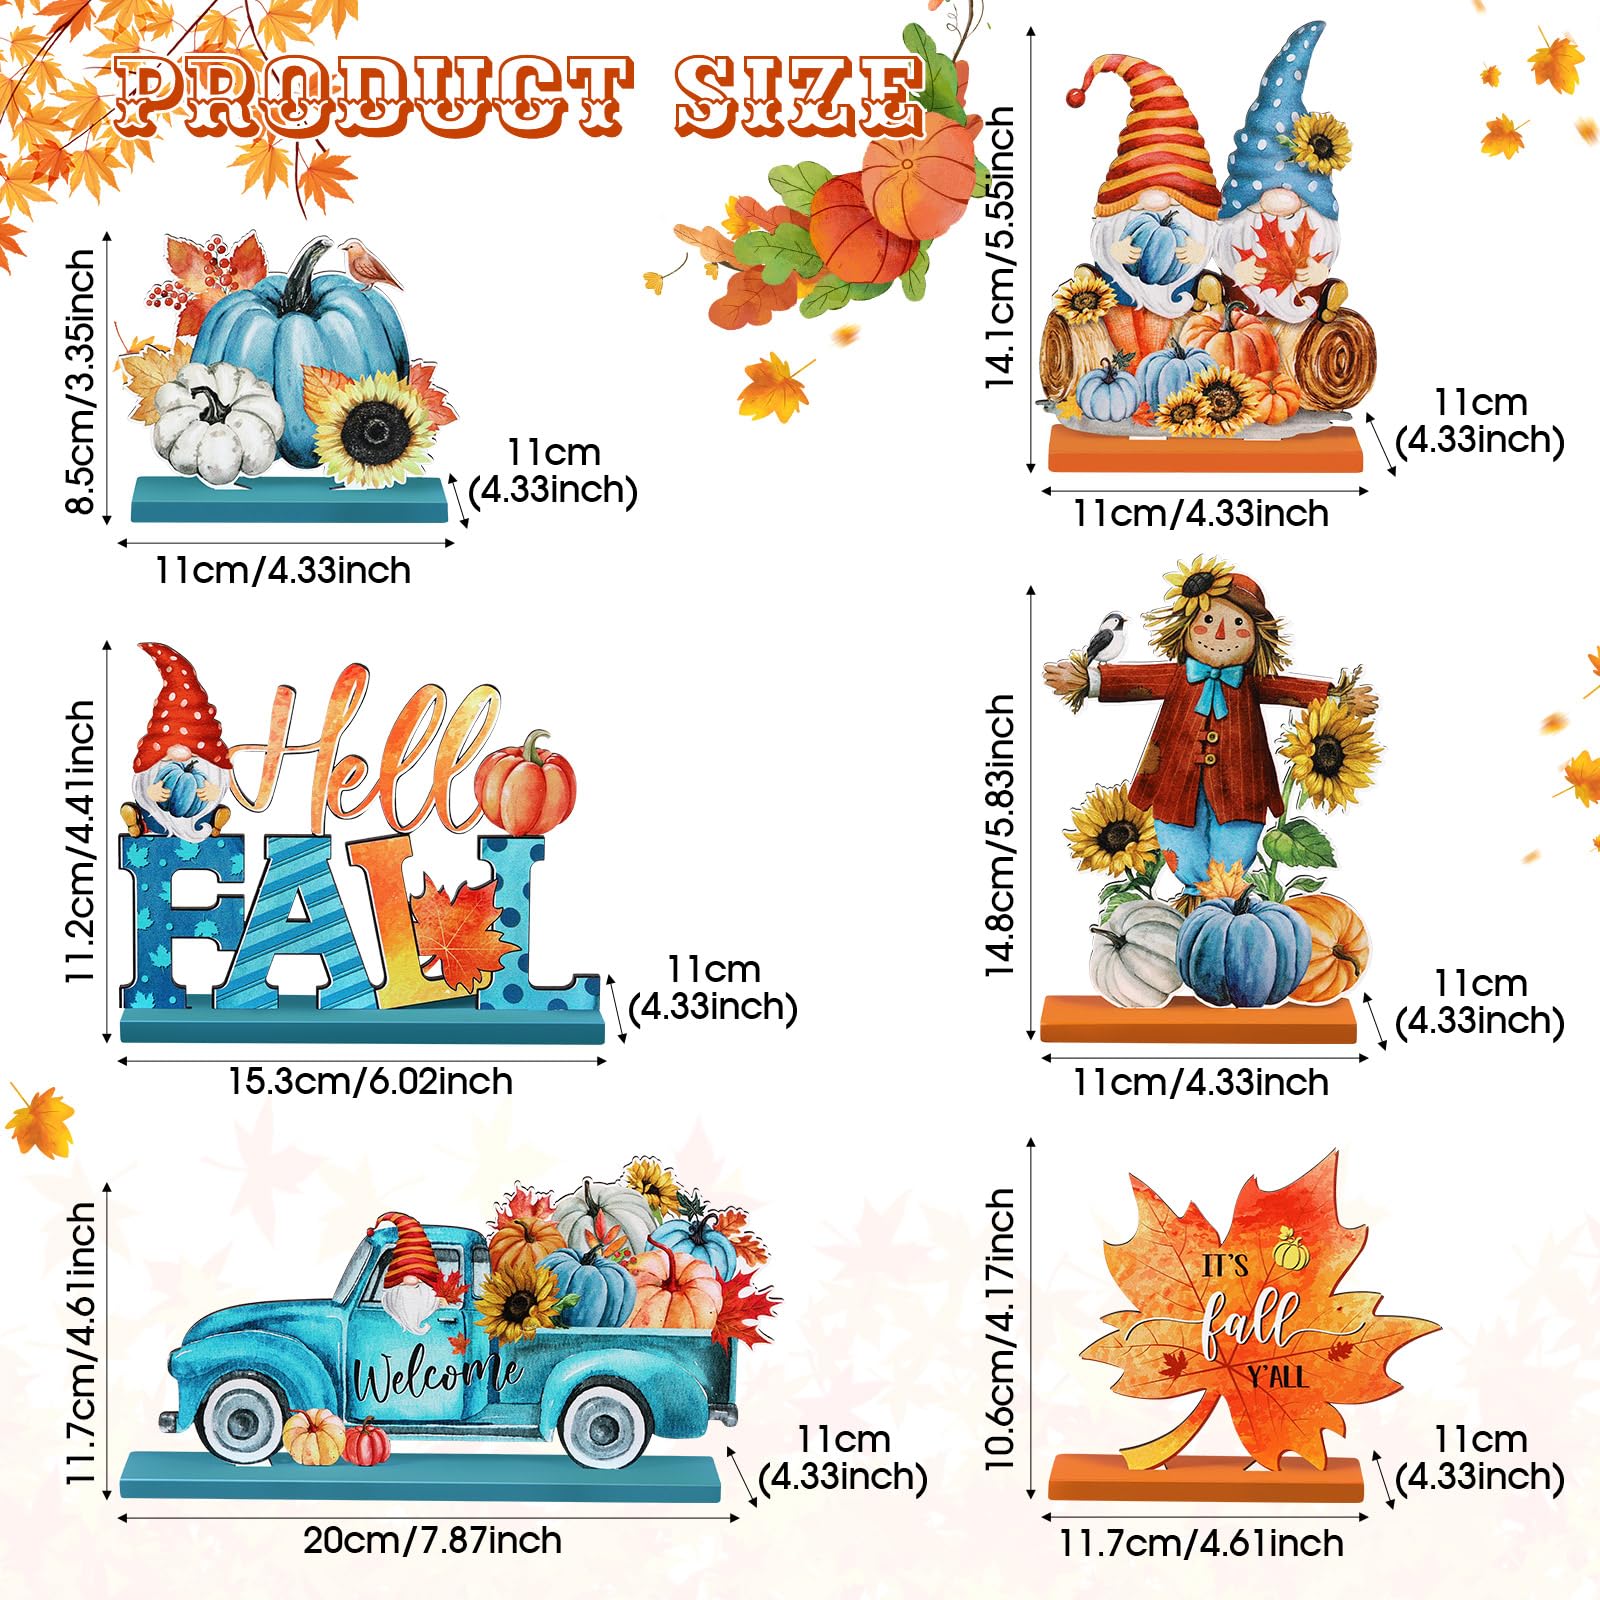 PRODUCT SIZE
8.5cm/3.35inch
11cm
(4.33inch)
11cm/4.33inch
14.1cm/5.55inch
11cm
(4.33inch)
11cm/4.33inch
Hello
FALL
11.2cm/4.41inch
11cm
(4.33inch)
15.3cm/6.02inch
14.8cm/5.83inch
11cm
(4.33inch)
11cm/4.33inch
Welcome
11.7cm/4.61inch
11cm
(4.33inch)
20cm/7.87inch
IT'S
fall
Y'ALL
10.6cm/4.17inch
11cm
(4.33inch)
11.7cm/4.61inch